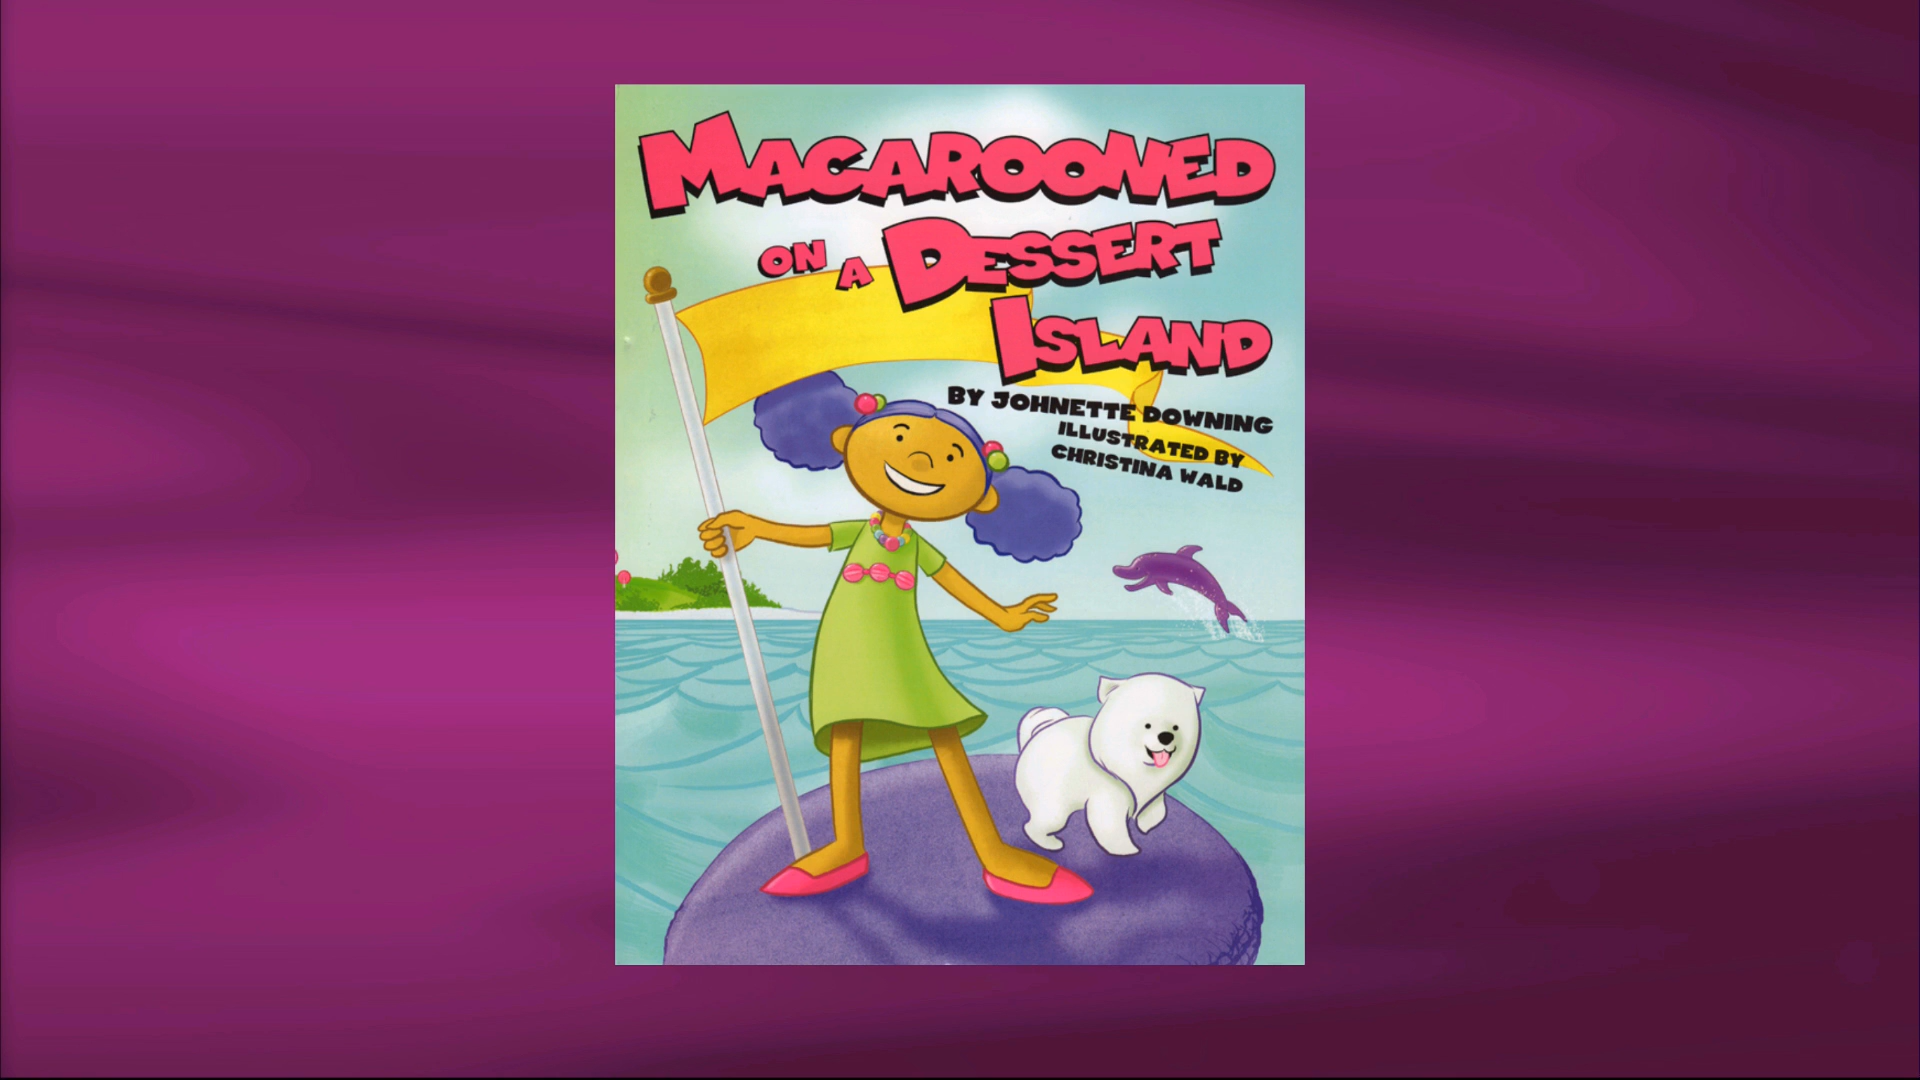 MACAROONED
ON A DESSERT
ISLAND
BY JOHNETTE DOWNING
ILLUSTRATED BY
CHRISTINA WALD